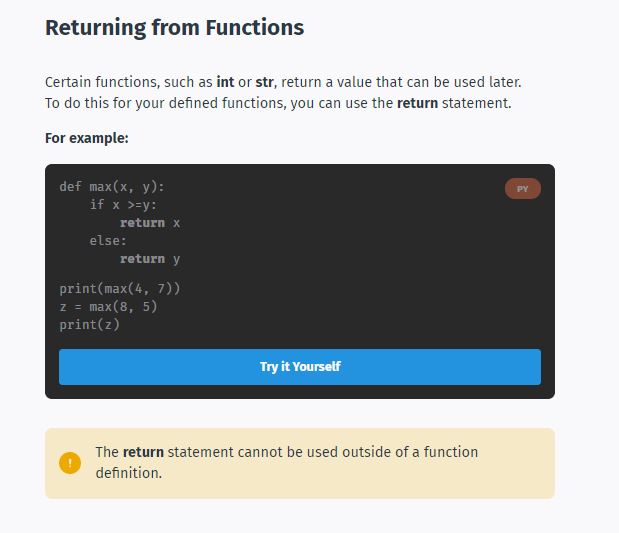 Returning from Functions
Certain functions, such as int or str, return a value that can be used later.
To do this for your defined functions, you can use the return statement.
For example:
PY
def max(x, y):
    if x >=y:
        return x
    else:
        return y
print(max(4, 7))
z = max(8, 5)
print(z)
Try it Yourself
!
The return statement cannot be used outside of a function
definition.